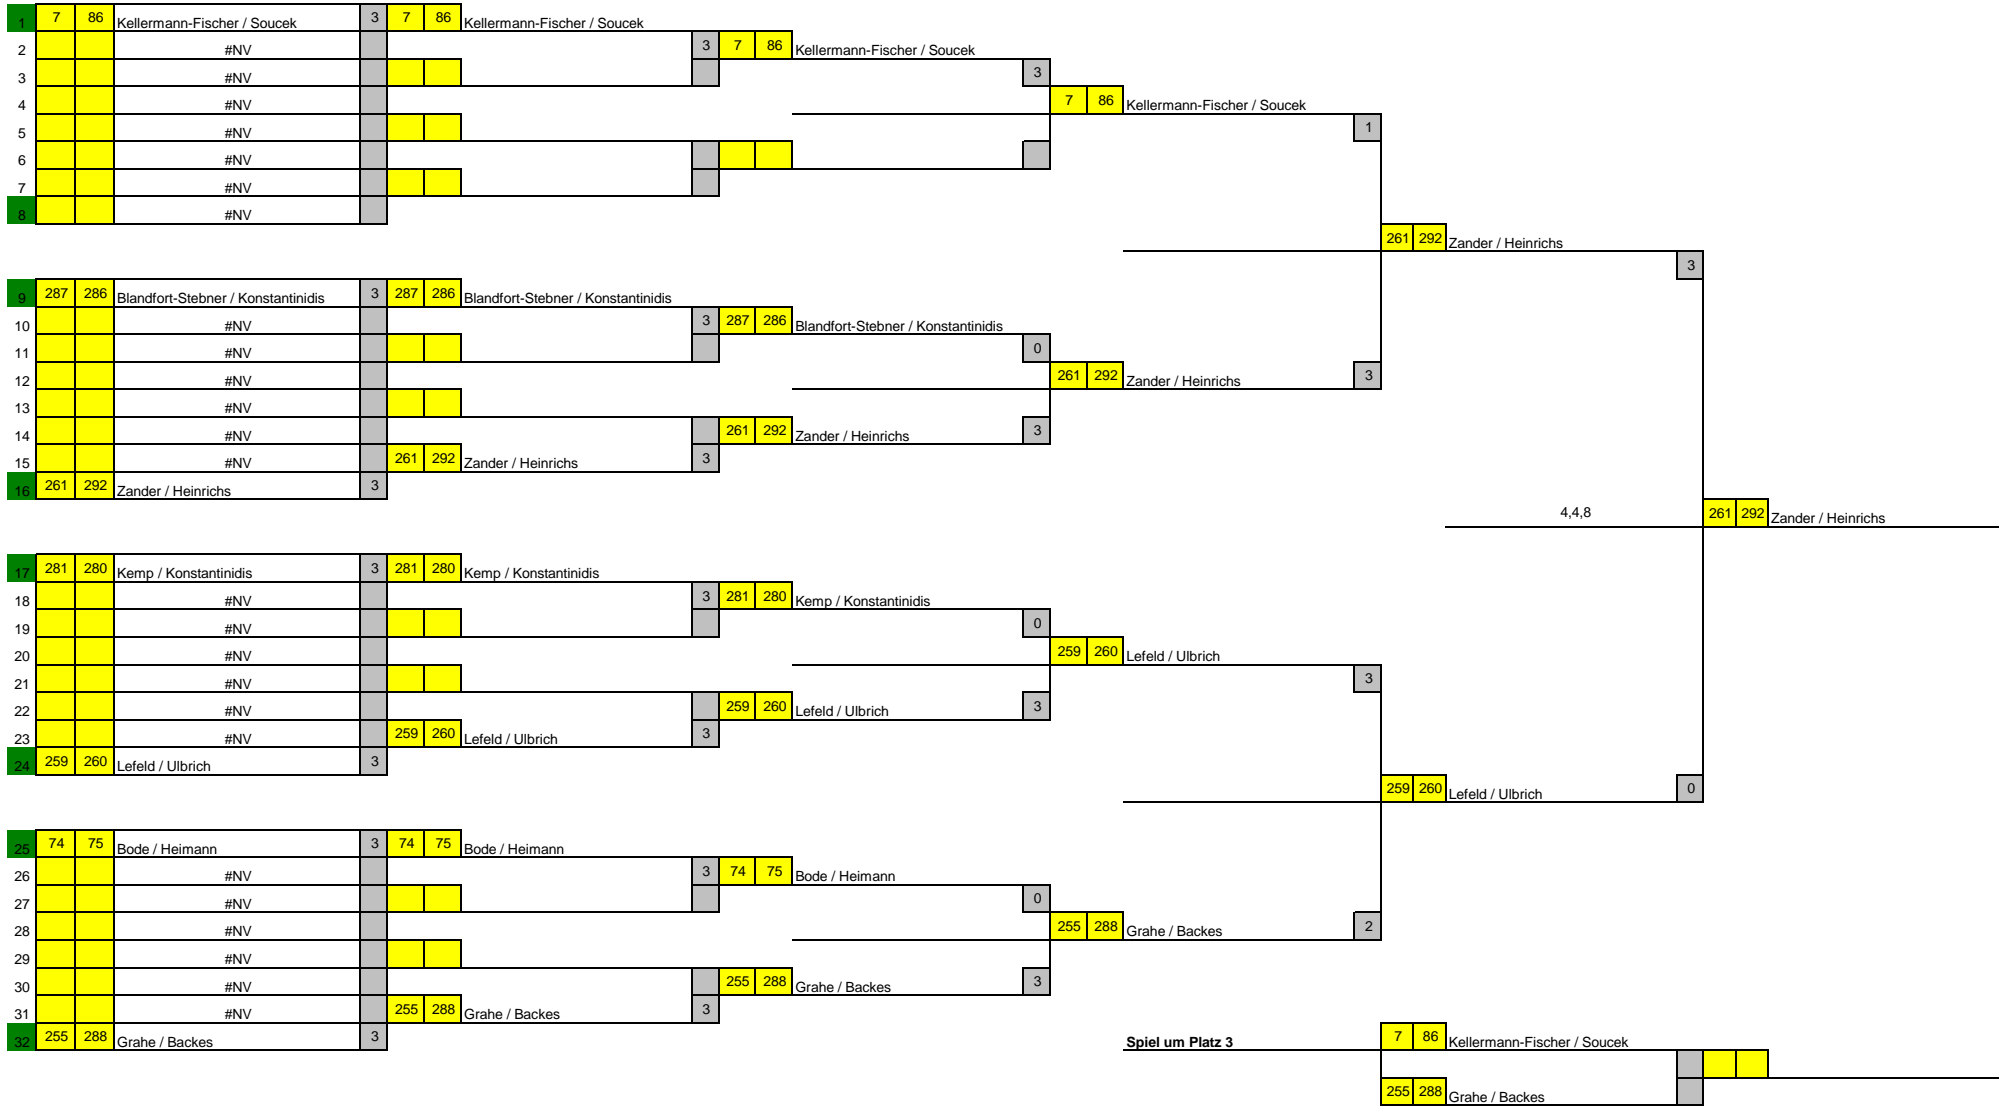 1 7 86 Kellermann-Fischer / Soucek 3 7 86 Kellermann-Fischer / Soucek
2 #NV 3 7 86 Kellermann-Fischer / Soucek
3 #NV 3
4 #NV 7 86 Kellermann-Fischer / Soucek
5 #NV 1
6 #NV
7 #NV
8 #NV
261 292 Zander / Heinrichs
3
9 287 286 Blandfort-Stebner / Konstantinidis 3 287 286 Blandfort-Stebner / Konstantinidis
10 #NV 3 287 286 Blandfort-Stebner / Konstantinidis
11 #NV 0
12 #NV 261 292 Zander / Heinrichs 3
13 #NV
14 #NV 261 292 Zander / Heinrichs 3
15 #NV 261 292 Zander / Heinrichs 3
16 261 292 Zander / Heinrichs 3
4,4,8 261 292 Zander / Heinrichs
17 281 280 Kemp / Konstantinidis 3 281 280 Kemp / Konstantinidis
18 #NV 3 281 280 Kemp / Konstantinidis
19 #NV 0
20 #NV 259 260 Lefeld / Ulbrich
21 #NV 3
22 #NV 259 260 Lefeld / Ulbrich 3
23 #NV 259 260 Lefeld / Ulbrich 3
24 259 260 Lefeld / Ulbrich 3
259 260 Lefeld / Ulbrich 0
25 74 75 Bode / Heimann 3 74 75 Bode / Heimann
26 #NV 3 74 75 Bode / Heimann
27 #NV 0
28 #NV 255 288 Grahe / Backes 2
29 #NV
30 #NV 255 288 Grahe / Backes 3
31 #NV 255 288 Grahe / Backes 3
32 255 288 Grahe / Backes 3
Spiel um Platz 3 7 86 Kellermann-Fischer / Soucek
255 288 Grahe / Backes